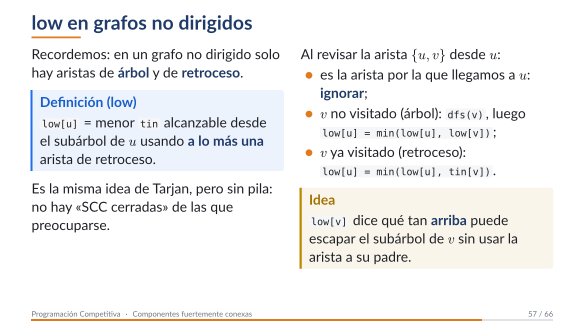 low en grafos no dirigidos
Recordemos: en un grafo no dirigido solo
hay aristas de árbol y de retroceso.
Definición (low)
low[u] = menor tin alcanzable desde
el subárbol de u usando a lo más una
arista de retroceso.
Es la misma idea de Tarjan, pero sin pila:
no hay «SCC cerradas» de las que
preocuparse.
Al revisar la arista {u, v} desde u:
• es la arista por la que llegamos a u:
ignorar;
• v no visitado (árbol): dfs(v), luego
low[u] = min(low[u], low[v]);
• v ya visitado (retroceso):
low[u] = min(low[u], tin[v]).
Idea
low[v] dice qué tan arriba puede
escapar el subárbol de v sin usar la
arista a su padre.
Programación Competitiva · Componentes fuertemente conexas
57 / 66